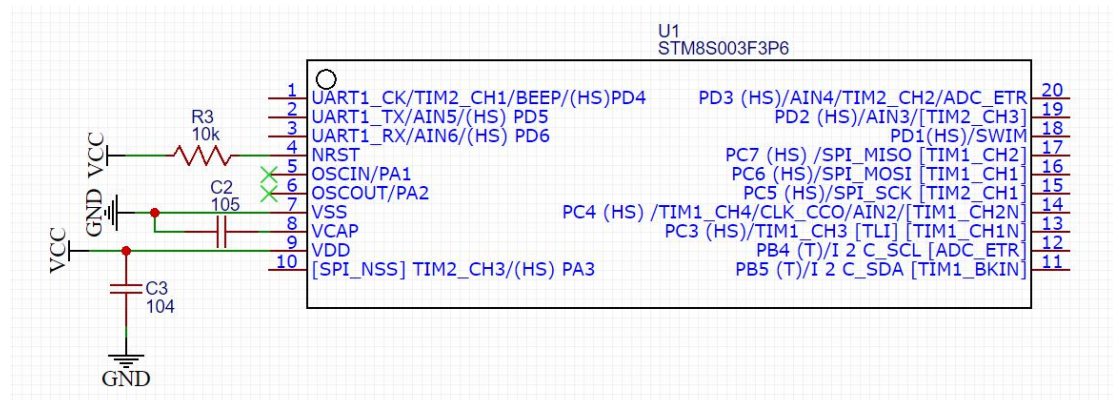 U1
STM8S003F3P6
1
UART1_CK/TIM2_CH1/BEEP/(HS)PD4
2
UART1_TX/AIN5/(HS) PD5
3
UART1_RX/AIN6/(HS) PD6
4
NRST
5
OSCIN/PA1
6
OSCOUT/PA2
7
VSS
8
VCAP
9
VDD
10
[SPI_NSS] TIM2_CH3/(HS) PA3
PD3 (HS)/AIN4/TIM2_CH2/ADC_ETR
20
PD2 (HS)/AIN3/[TIM2_CH3]
19
PD1(HS)/SWIM
18
PC7 (HS) /SPI_MISO [TIM1_CH2]
17
PC6 (HS)/SPI_MOSI [TIM1_CH1]
16
PC5 (HS)/SPI_SCK [TIM2_CH1]
15
PC4 (HS) /TIM1_CH4/CLK_CCO/AIN2/[TIM1_CH2N]
14
PC3 (HS)/TIM1_CH3 [TLI] [TIM1_CH1N]
13
PB4 (T)/I 2 C_SCL [ADC_ETR]
12
PB5 (T)/I 2 C_SDA [TIM1_BKIN]
11
R3
10k
VCC
C2
105
GND
VCC
C3
104
GND